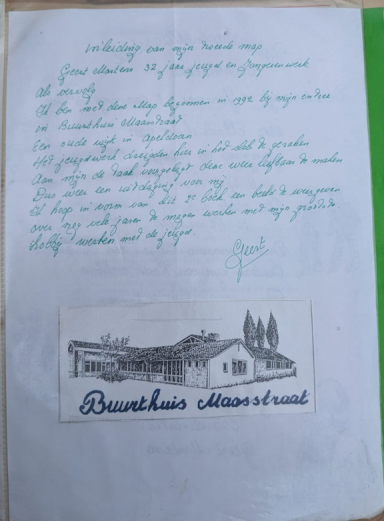 inleiding van mijn tweede map
Geert Martens 32 jaar jeugd en Jongerenwerk
Als vervolg
Ik ben met deze Map begonnen in 1992 bij mijn entree
in Buurthuis Maasstraat
Een oude wijk in Apeldoorn
Het jeugdwerk dreigden hier in het slob te geraken
Aan mijn de taak weggelegd deze weer leefbaar te maken
Dus weer een uitdaging voor mij
Ik hoop in vorm van dit 2e boek een beeld te weergeven
over nog vele jaren te mogen werken met mijn grootste
hobby werken met de jeugd.
Geert
Buurthuis Maasstraat